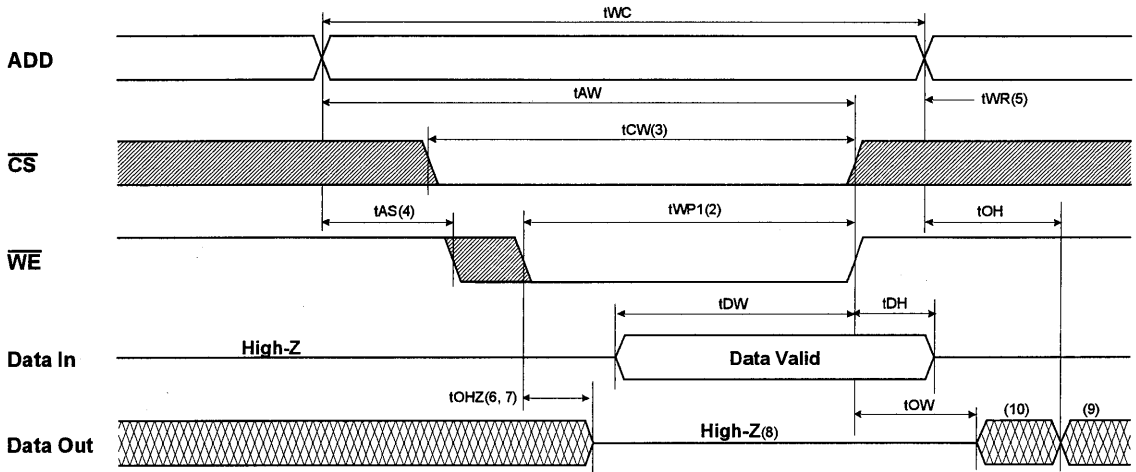 tWC
ADD
tAW
tWR(5)
tCW(3)
CS
tAS(4)
tWP1(2)
tOH
WE
tDW
tDH
High-Z
Data In
Data Valid
tOHZ(6, 7)
tOW
(10)
(9)
High-Z(8)
Data Out